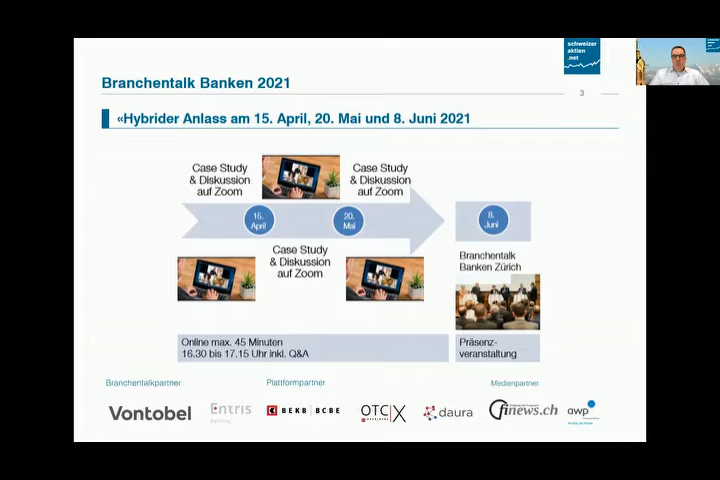 schweizer
aktien
.net
Branchentalk Banken 2021
3
«Hybrider Anlass am 15. April, 20. Mai und 8. Juni 2021
Case Study
& Diskussion
auf Zoom
Case Study
& Diskussion
auf Zoom
15.
April
20.
Mai
8.
Juni
Case Study
& Diskussion
auf Zoom
Branchentalk
Banken Zürich
Online max. 45 Minuten
16.30 bis 17.15 Uhr inkl. Q&A
Präsenz-
veranstaltung
Branchentalkpartner
Plattformpartner
Medienpartner
Vontobel
Entris
Banking
BEKB | BCBE
OTC X
daura
finews.ch
awp